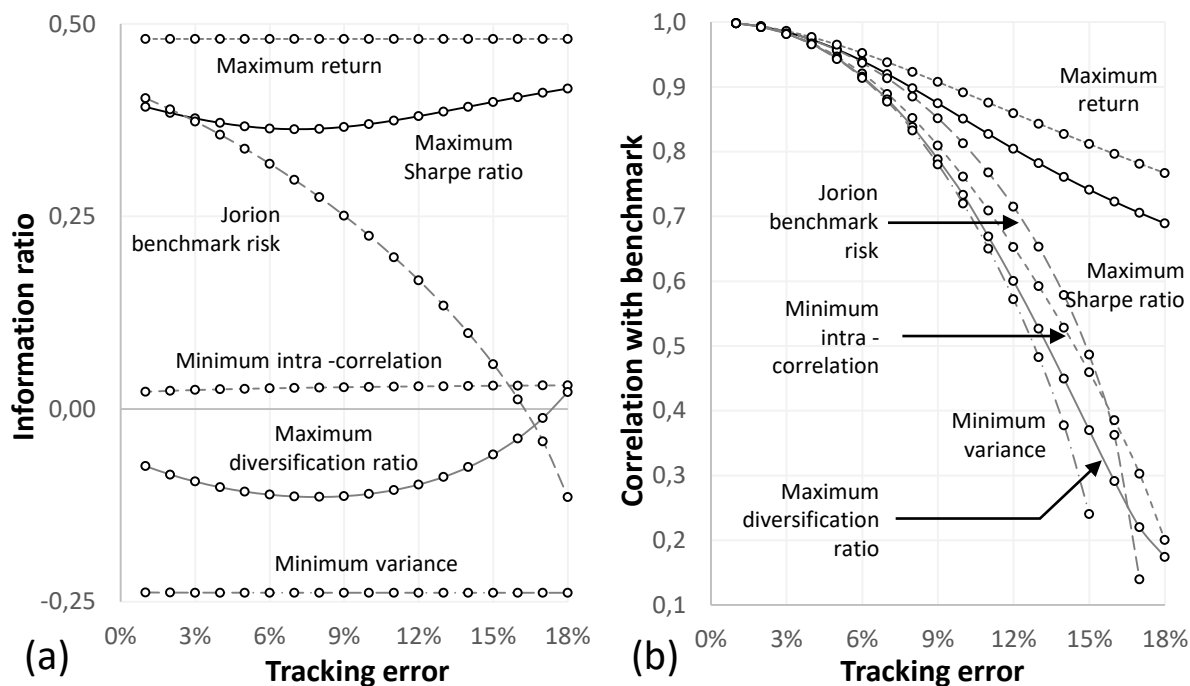 0,50
0,25
0,00
-0,25
Information ratio
Maximum return
Maximum
Sharpe ratio
Jorion
benchmark risk
Minimum intra -correlation
Maximum
diversification ratio
Minimum variance
0% 3% 6% 9% 12% 15% 18%
(a) Tracking error
1,0
0,9
0,8
0,7
0,6
0,5
0,4
0,3
0,2
0,1
Correlation with benchmark
Maximum
return
Jorion
benchmark
risk
Maximum
Sharpe ratio
Minimum
intra -
correlation
Minimum
variance
Maximum
diversification
ratio
0% 3% 6% 9% 12% 15% 18%
(b) Tracking error